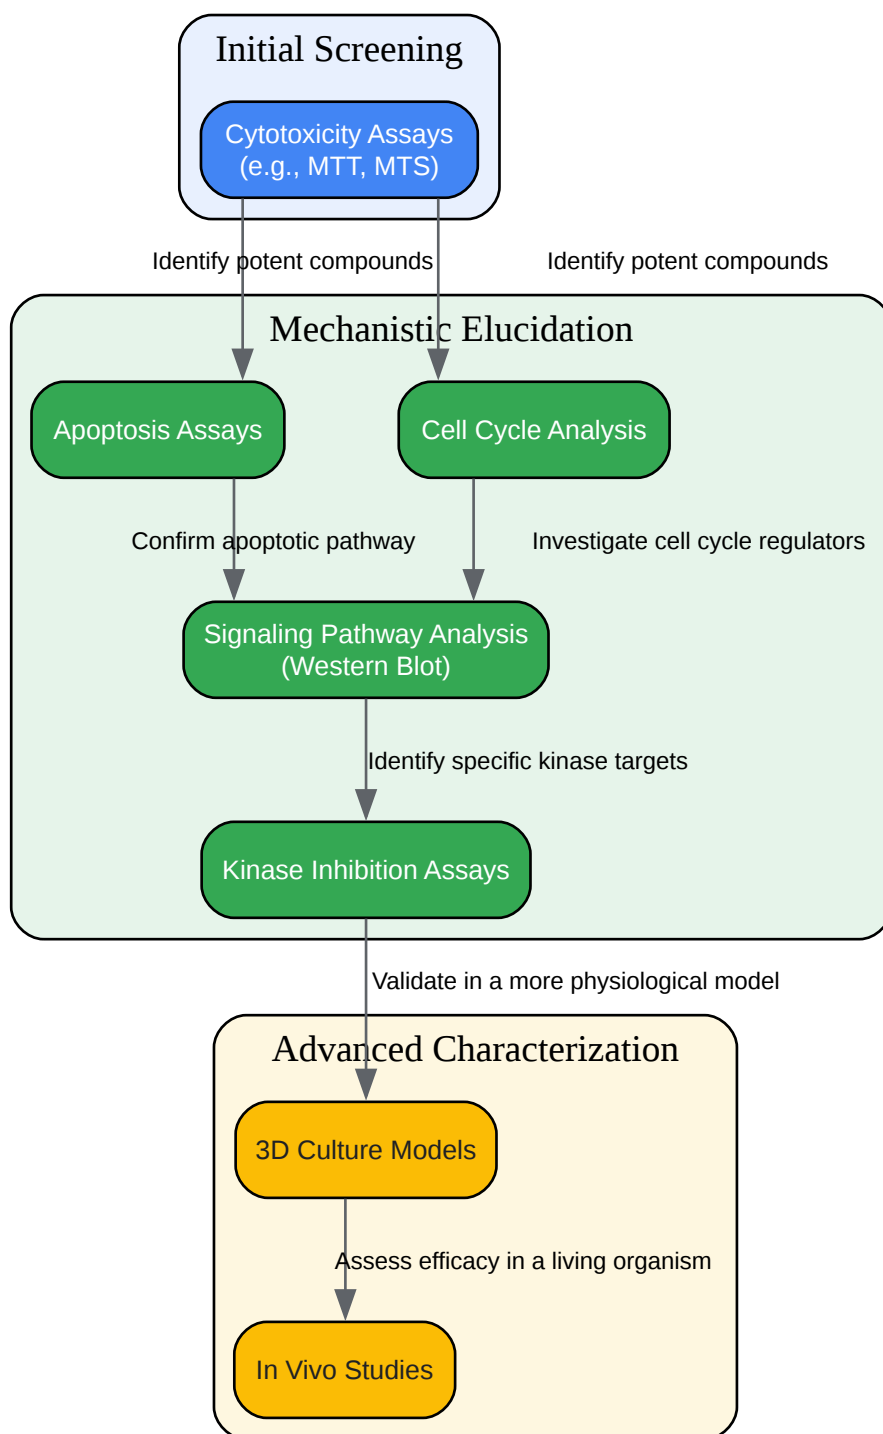 Initial Screening
Cytotoxicity Assays
(e.g., MTT, MTS)
Identify potent compounds
Identify potent compounds
Mechanistic Elucidation
Apoptosis Assays
Cell Cycle Analysis
Confirm apoptotic pathway
Investigate cell cycle regulators
Signaling Pathway Analysis
(Western Blot)
Identify specific kinase targets
Kinase Inhibition Assays
Validate in a more physiological model
Advanced Characterization
3D Culture Models
Assess efficacy in a living organism
In Vivo Studies